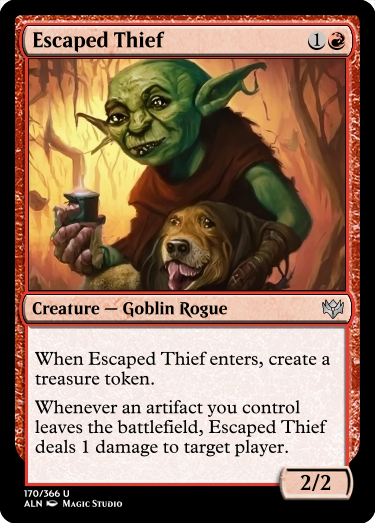 Escaped Thief 1
Creature — Goblin Rogue
When Escaped Thief enters, create a
treasure token.
Whenever an artifact you control
leaves the battlefield, Escaped Thief
deals 1 damage to target player.
2/2
170/366 U
ALN Magic Studio